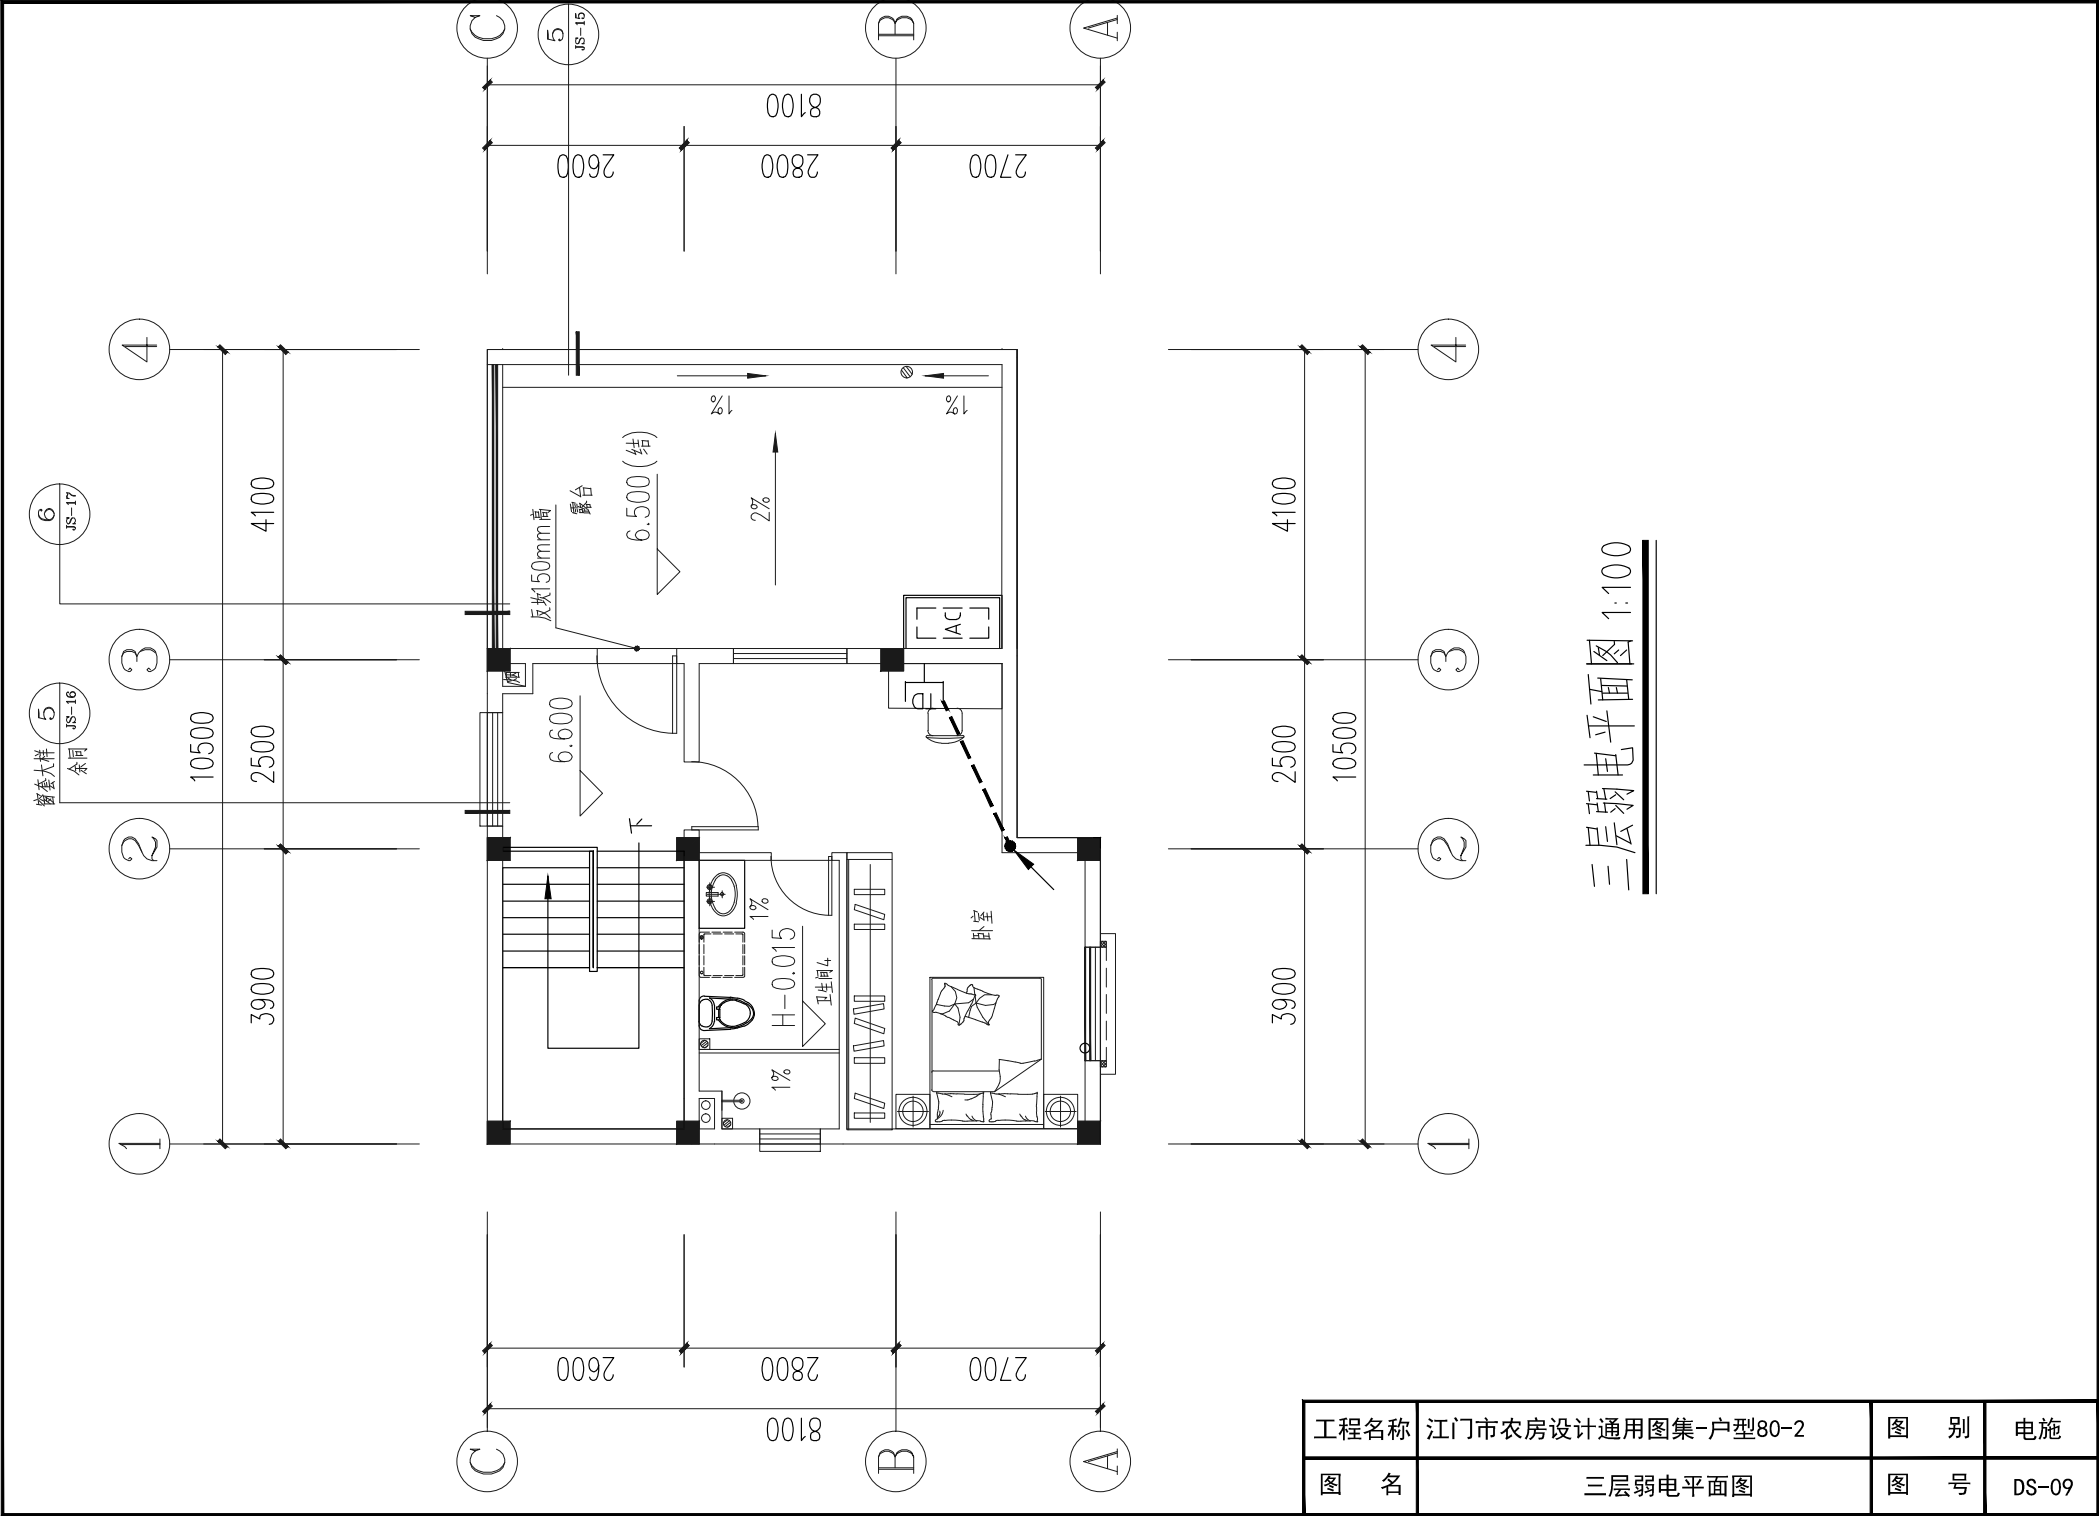 C
5
JS-15
B
A
8100
2600
2800
2700
4
4
1%
1%
6
JS-17
4100
反坎150mm高
露台
6.500(结)
2%
4100
AC
3
3
烟
5
JS-16
窗套大样
余同
10500
2500
6.600
2500
10500
下
2
2
1%
卧室
3900
H-0.015
卫生间4
3900
1%
1
1
三层弱电平面图 1:100
2600
2800
2700
8100
C
B
A
工程名称 江门市农房设计通用图集-户型80-2 图 别 电施
图 名 三层弱电平面图 图 号 DS-09